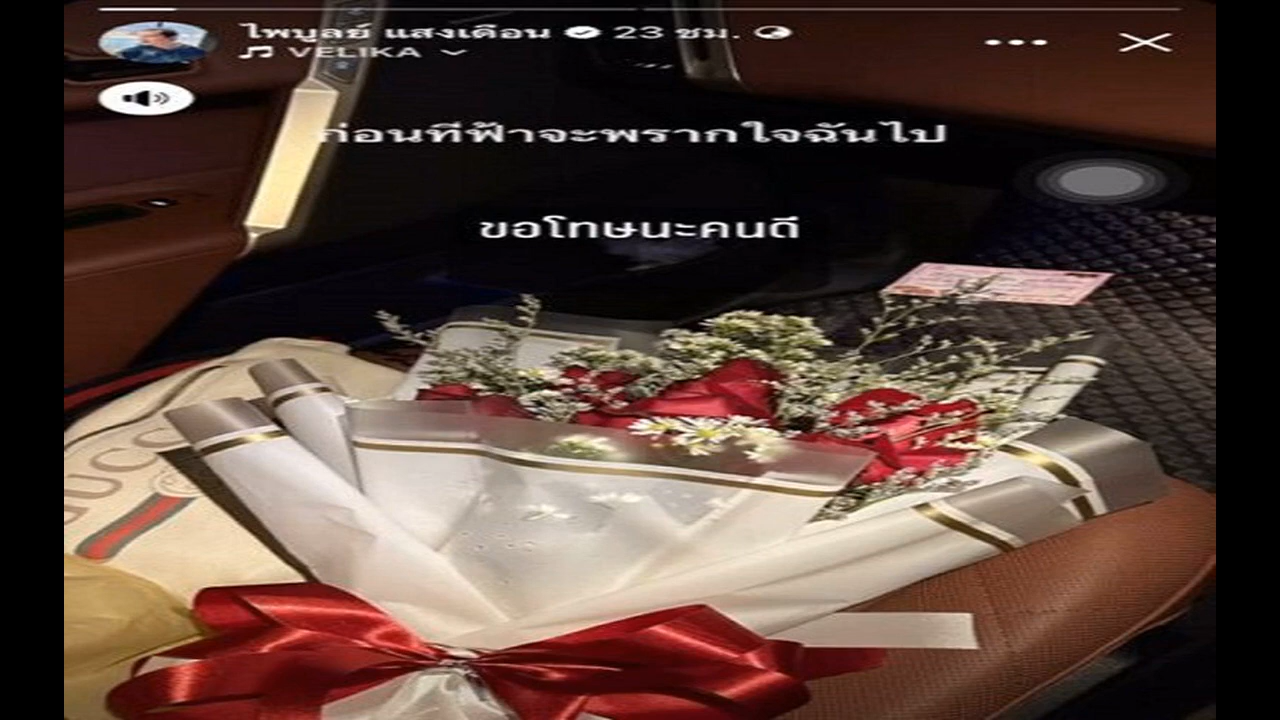 ไพบูลย์ แสงเดือน 23 ชม.
VELIKA
ก่อนที่ฟ้าจะพรากใจฉันไป
ขอโทษนะคนดี
GUCC